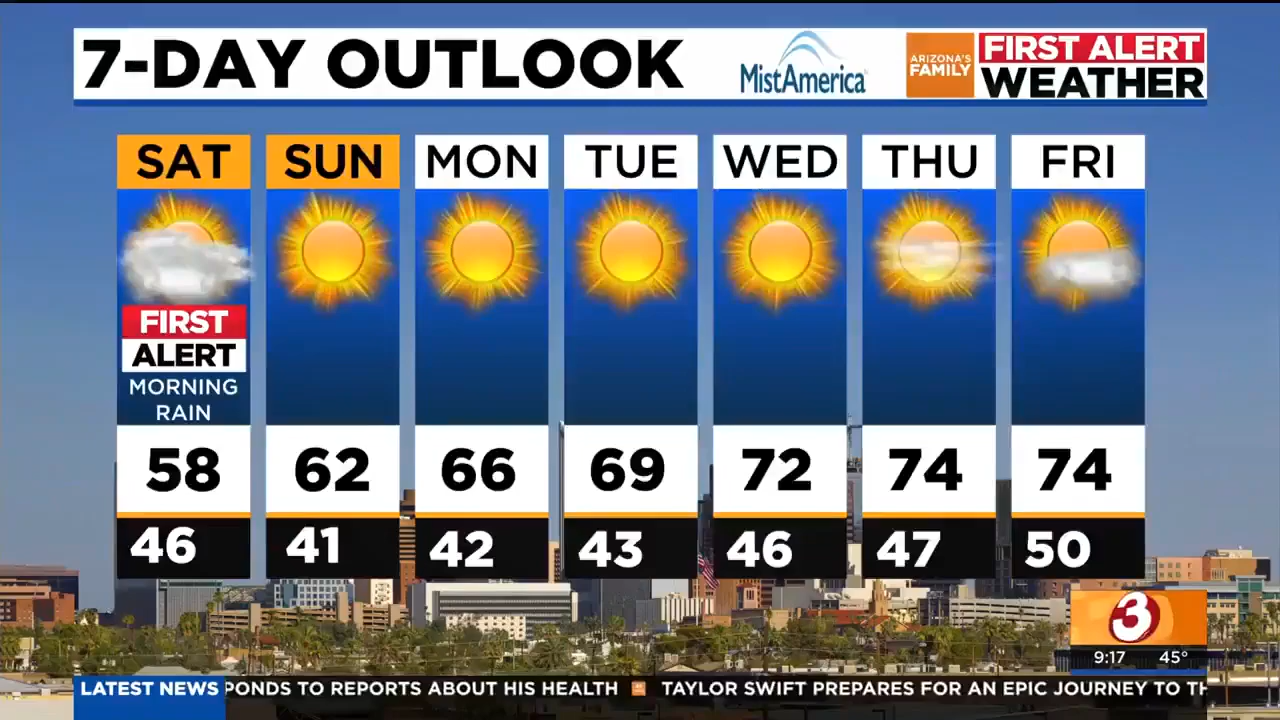 7-DAY OUTLOOK
MistAmerica
ARIZONA'S FAMILY
FIRST ALERT
WEATHER
SAT SUN MON TUE WED THU FRI
FIRST
ALERT
MORNING
RAIN
58 62 66 69 72 74 74
46 41 42 43 46 47 50
3
9:17 45°
LATEST NEWS PONDS TO REPORTS ABOUT HIS HEALTH TAYLOR SWIFT PREPARES FOR AN EPIC JOURNEY TO TH